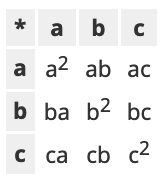 * a b c
a a² ab ac
b ba b² bc
c ca cb c²